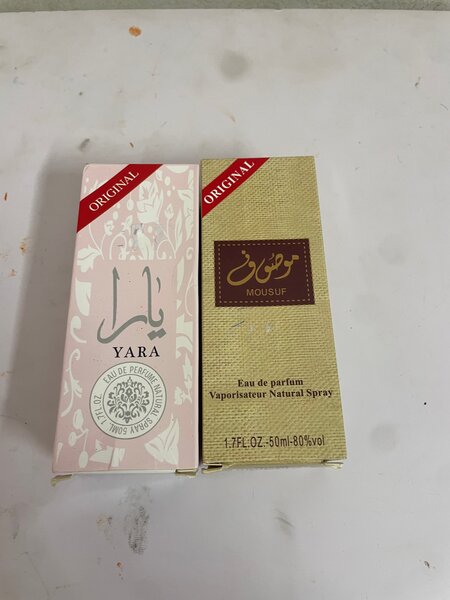 ORIGINAL
يارا
YARA
EAU DE PERFUME NATURAL SPRAY 50ML 1.7FL OZ
ORIGINAL
موصوف
MOUSUF
Eau de parfum
Vaporisateur Natural Spray
1.7FL.OZ.-50ml-80%vol